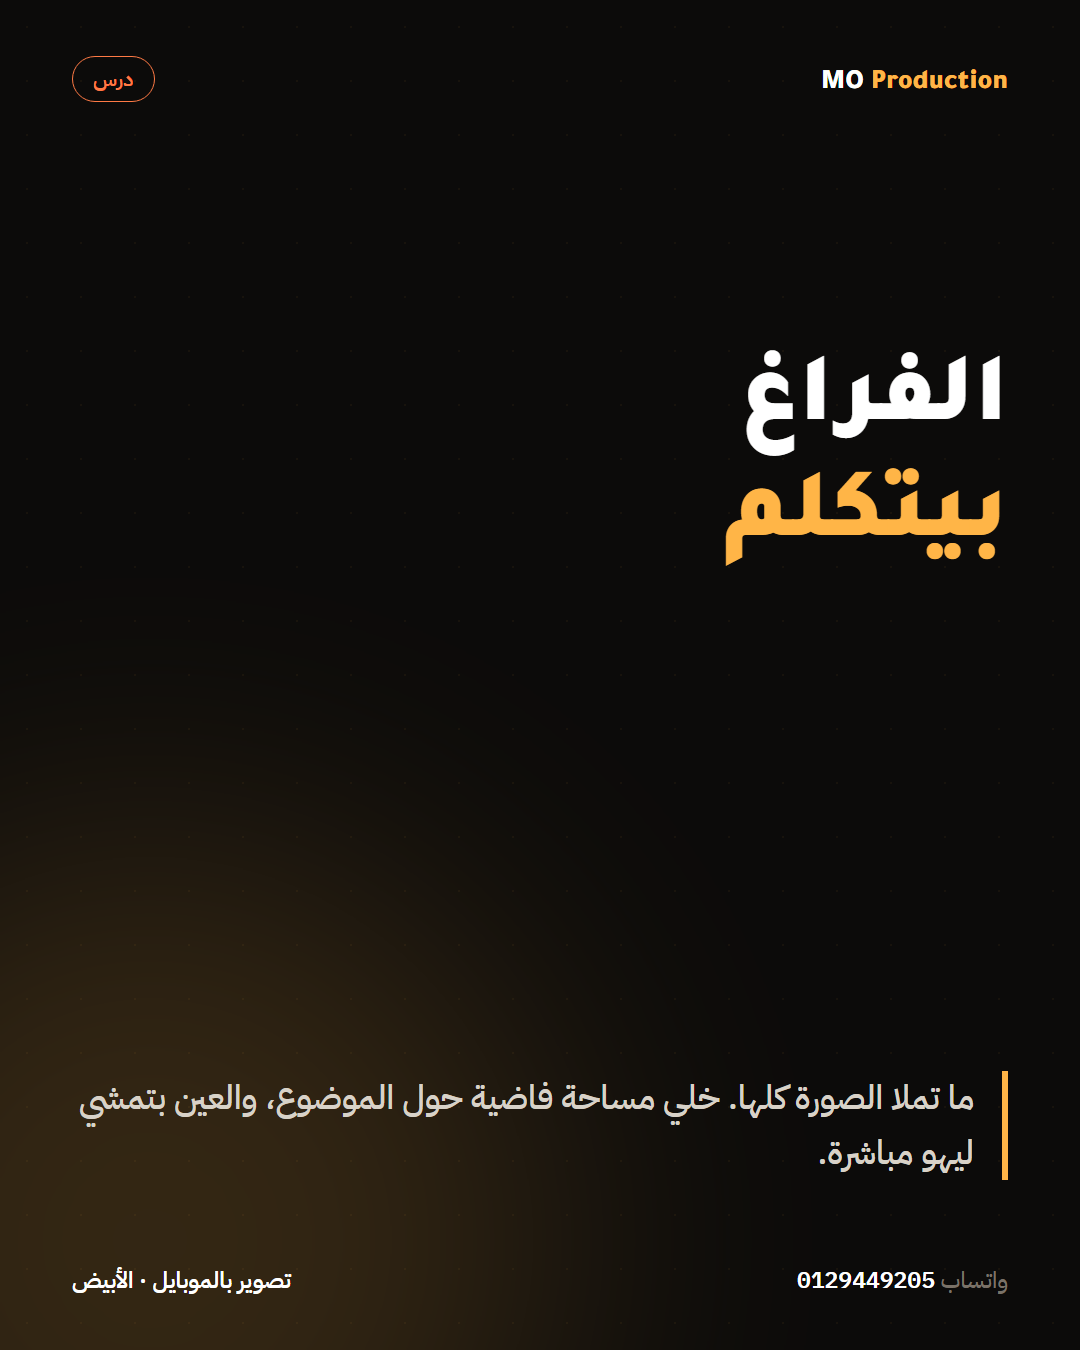 MO Production
درس
الفراغ
بيتكلم
ما تملا الصورة كلها. خلي مساحة فاضية حول الموضوع، والعين بتمشي
ليهو مباشرة.
واتساب 0129449205
تصوير بالموبايل · الأبيض